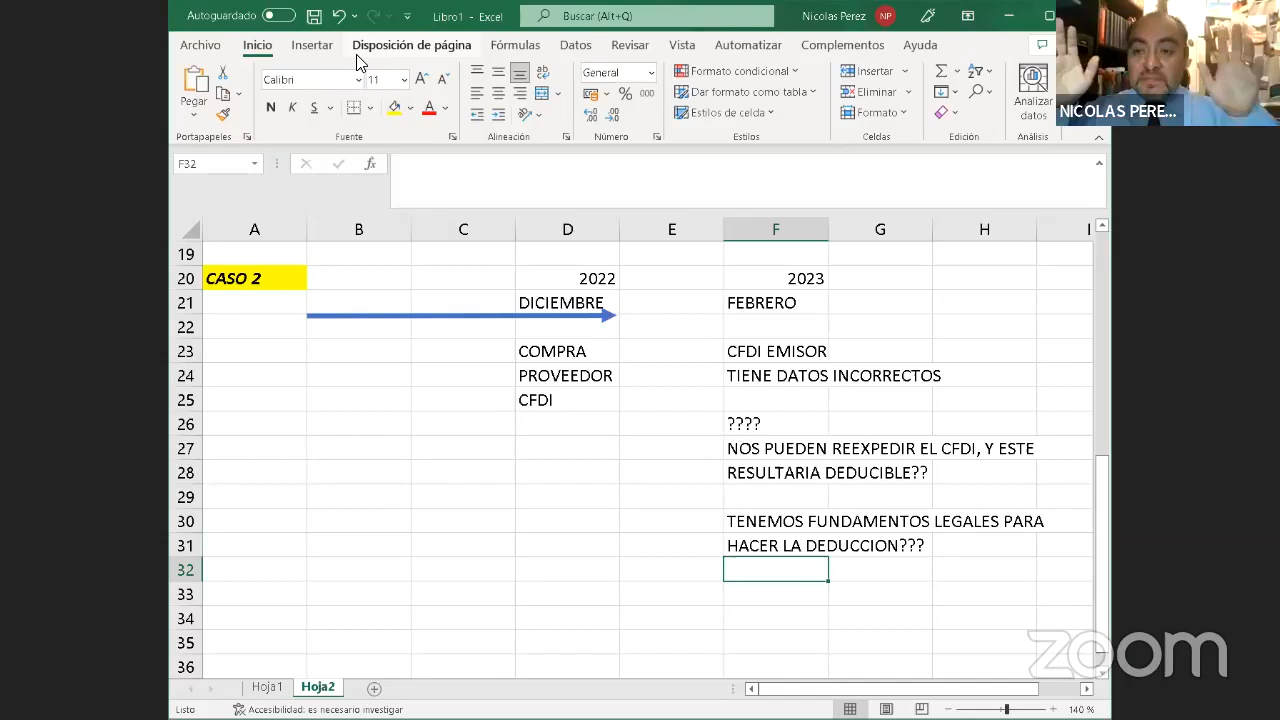 Autoguardado
Libro1 - Excel
Buscar (Alt+Q)
Nicolas Perez
NP
Archivo
Inicio
Insertar
Disposición de página
Fórmulas
Datos
Revisar
Vista
Automatizar
Complementos
Ayuda
Pegar
Calibri
11
N K S
A
General
% 000
Formato condicional
Dar formato como tabla
Estilos de celda
Insertar
Eliminar
Formato
Analizar
datos
Portapapeles
Fuente
Alineación
Número
Estilos
Celdas
Edición
Análisis
NICOLAS PERE...
F32
fx
A B C D E F G H I
19
20 CASO 2 2022 2023
21 DICIEMBRE FEBRERO
22
23 COMPRA CFDI EMISOR
24 PROVEEDOR TIENE DATOS INCORRECTOS
25 CFDI
26 ????
27 NOS PUEDEN REEXPEDIR EL CFDI, Y ESTE
28 RESULTARIA DEDUCIBLE??
29
30 TENEMOS FUNDAMENTOS LEGALES PARA
31 HACER LA DEDUCCION???
32
33
34
35
36
zoom
Hoja1
Hoja2
Listo
Accesibilidad: es necesario investigar
140 %